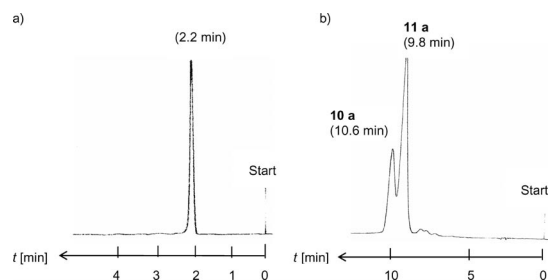 a)
(2.2 min)
Start
t [min]
4 3 2 1 0
b)
11 a
(9.8 min)
10 a
(10.6 min)
Start
t [min]
10 5 0